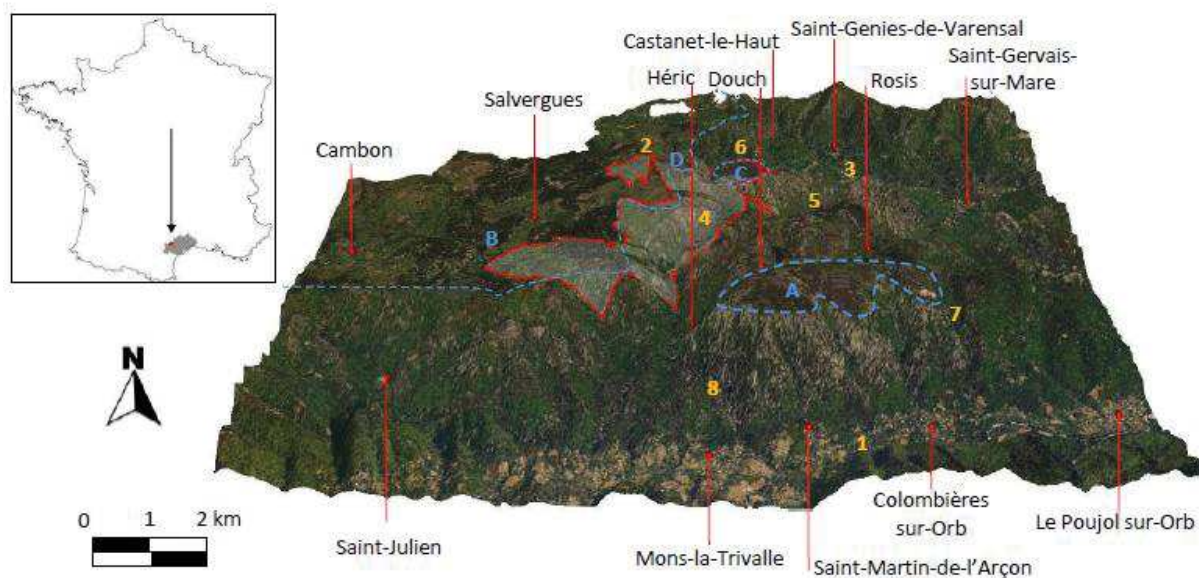 Saint-Genies-de-Varensal
Castanet-le-Haut
Saint-Gervais-
sur-Mare
Héric
Douch
Rosis
Salvergues
Cambon
2
D
6
C
3
4
5
B
A
7
N
8
1
0 1 2 km
Colombières
sur-Orb
Le Poujol sur-Orb
Saint-Julien
Mons-la-Trivalle
Saint-Martin-de-l'Arçon